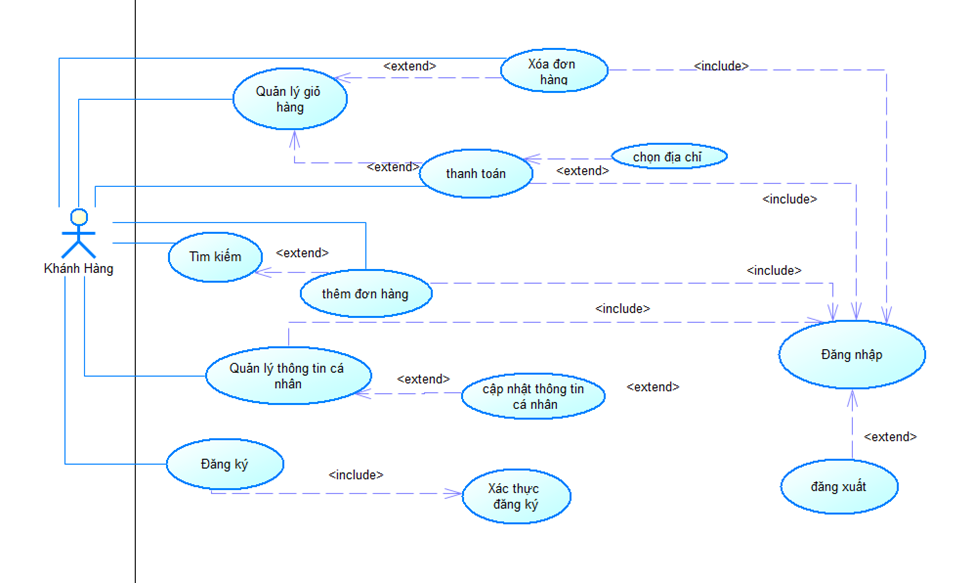 Xóa đơn
hàng
<extend>
<include>
Quản lý giỏ
hàng
<extend>
thanh toán
<extend>
chọn địa chỉ
<include>
Khánh Hàng
Tìm kiếm
<extend>
thêm đơn hàng
<include>
<include>
Đăng nhập
Quản lý thông tin cá
nhân
<extend>
cập nhật thông tin
cá nhân
<extend>
<extend>
Đăng ký
<include>
Xác thực
đăng ký
đăng xuất